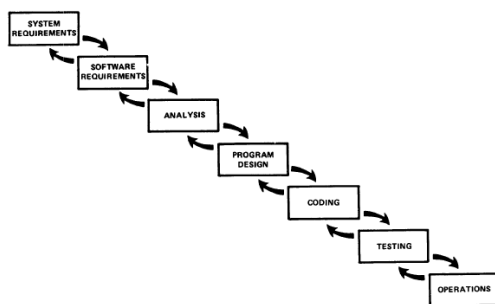 SYSTEM
REQUIREMENTS
SOFTWARE
REQUIREMENTS
ANALYSIS
PROGRAM
DESIGN
CODING
TESTING
OPERATIONS